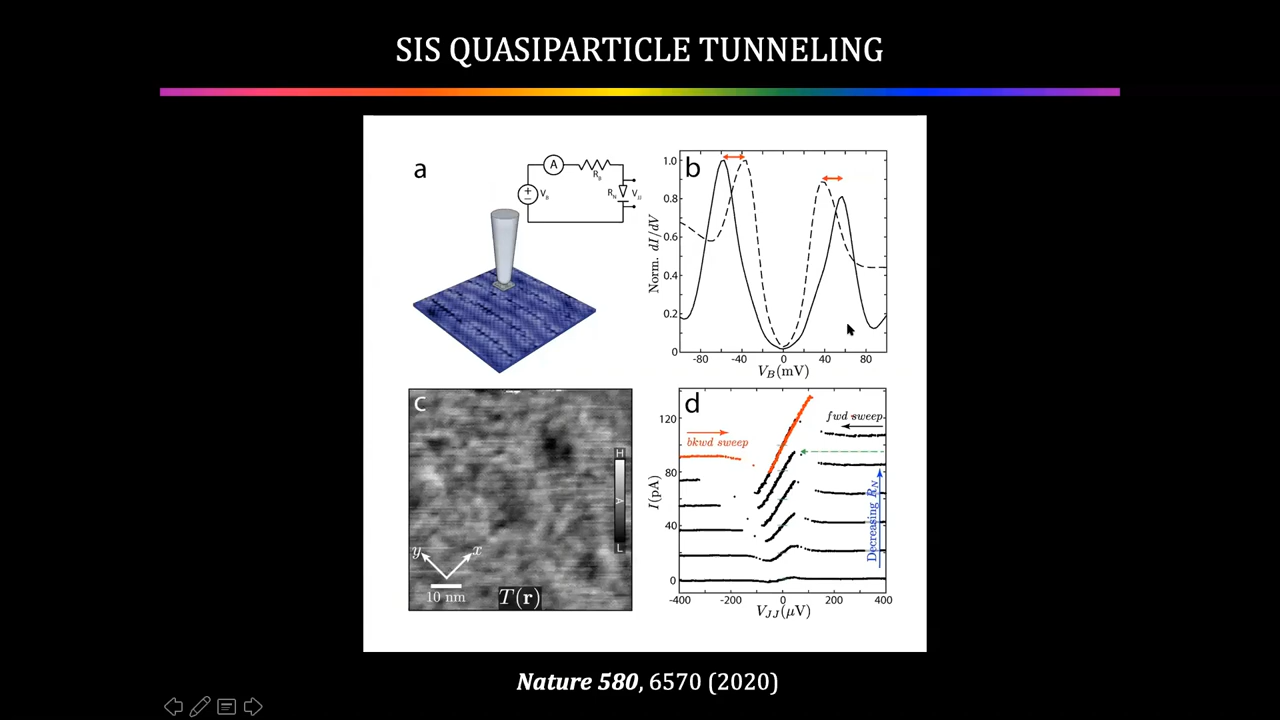 SIS QUASIPARTICLE TUNNELING
a
A
R_B
+
−
V_B
R_N
V_JJ
b
Norm. dI/dV
1.0
0.8
0.6
0.4
0.2
0
-80 -40 0 40 80
V_B(mV)
c
H
A
L
y x
10 nm
T(r)
d
fwd sweep
bkwd sweep
I(pA)
120
80
40
0
Decreasing R_N
-400 -200 0 200 400
V_JJ(μV)
Nature 580, 6570 (2020)